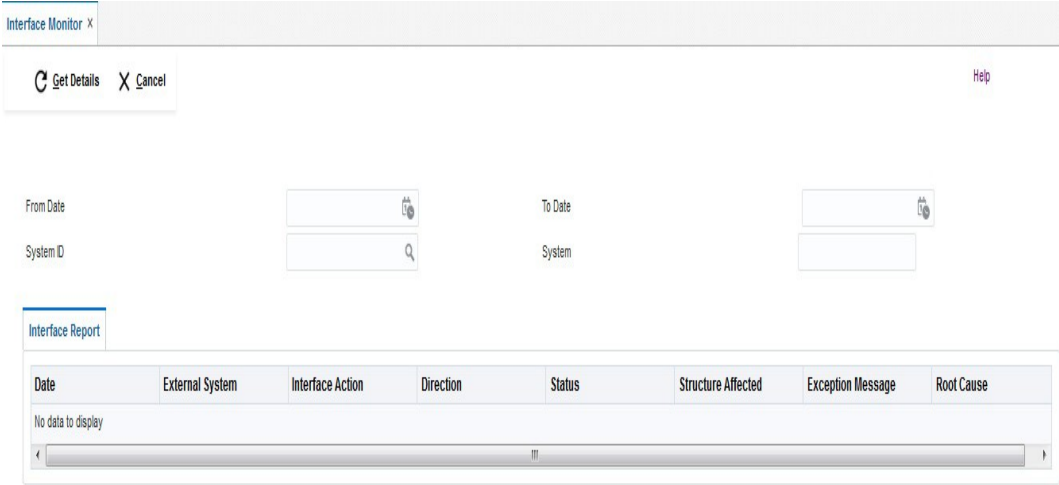 Interface Monitor ×
Get Details Cancel Help
From Date To Date
System ID System
Interface Report
Date External System Interface Action Direction Status Structure Affected Exception Message Root Cause
No data to display